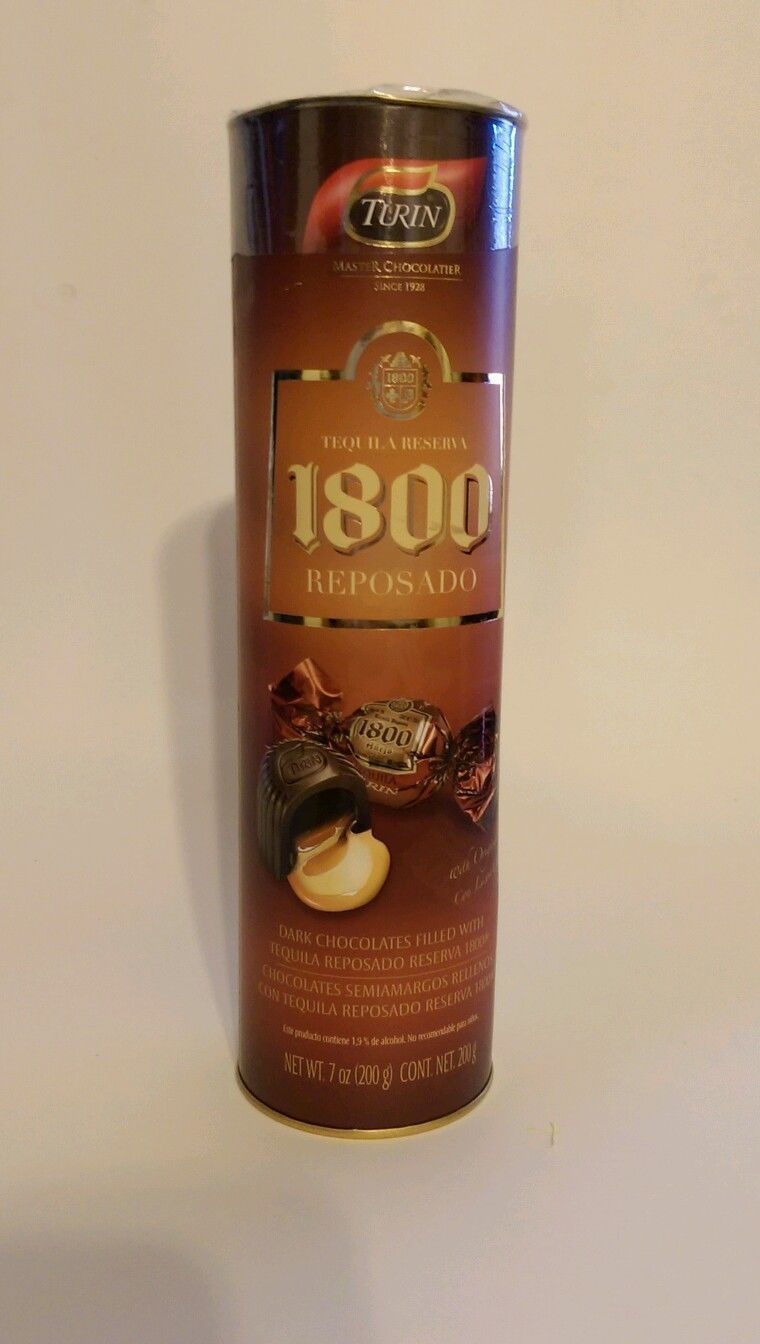 TURIN
MASTER CHOCOLATIER
SINCE 1928
1800
TEQUILA RESERVA
1800
REPOSADO
1800
TURIN
with
Con
DARK CHOCOLATES FILLED WITH
TEQUILA REPOSADO RESERVA 1800®
CHOCOLATES SEMIAMARGOS RELLENOS
CON TEQUILA REPOSADO RESERVA 1800®
Este producto contiene 1,9 % de alcohol. No recomendable para niños.
NET WT. 7 oz (200 g) CONT. NET. 200 g